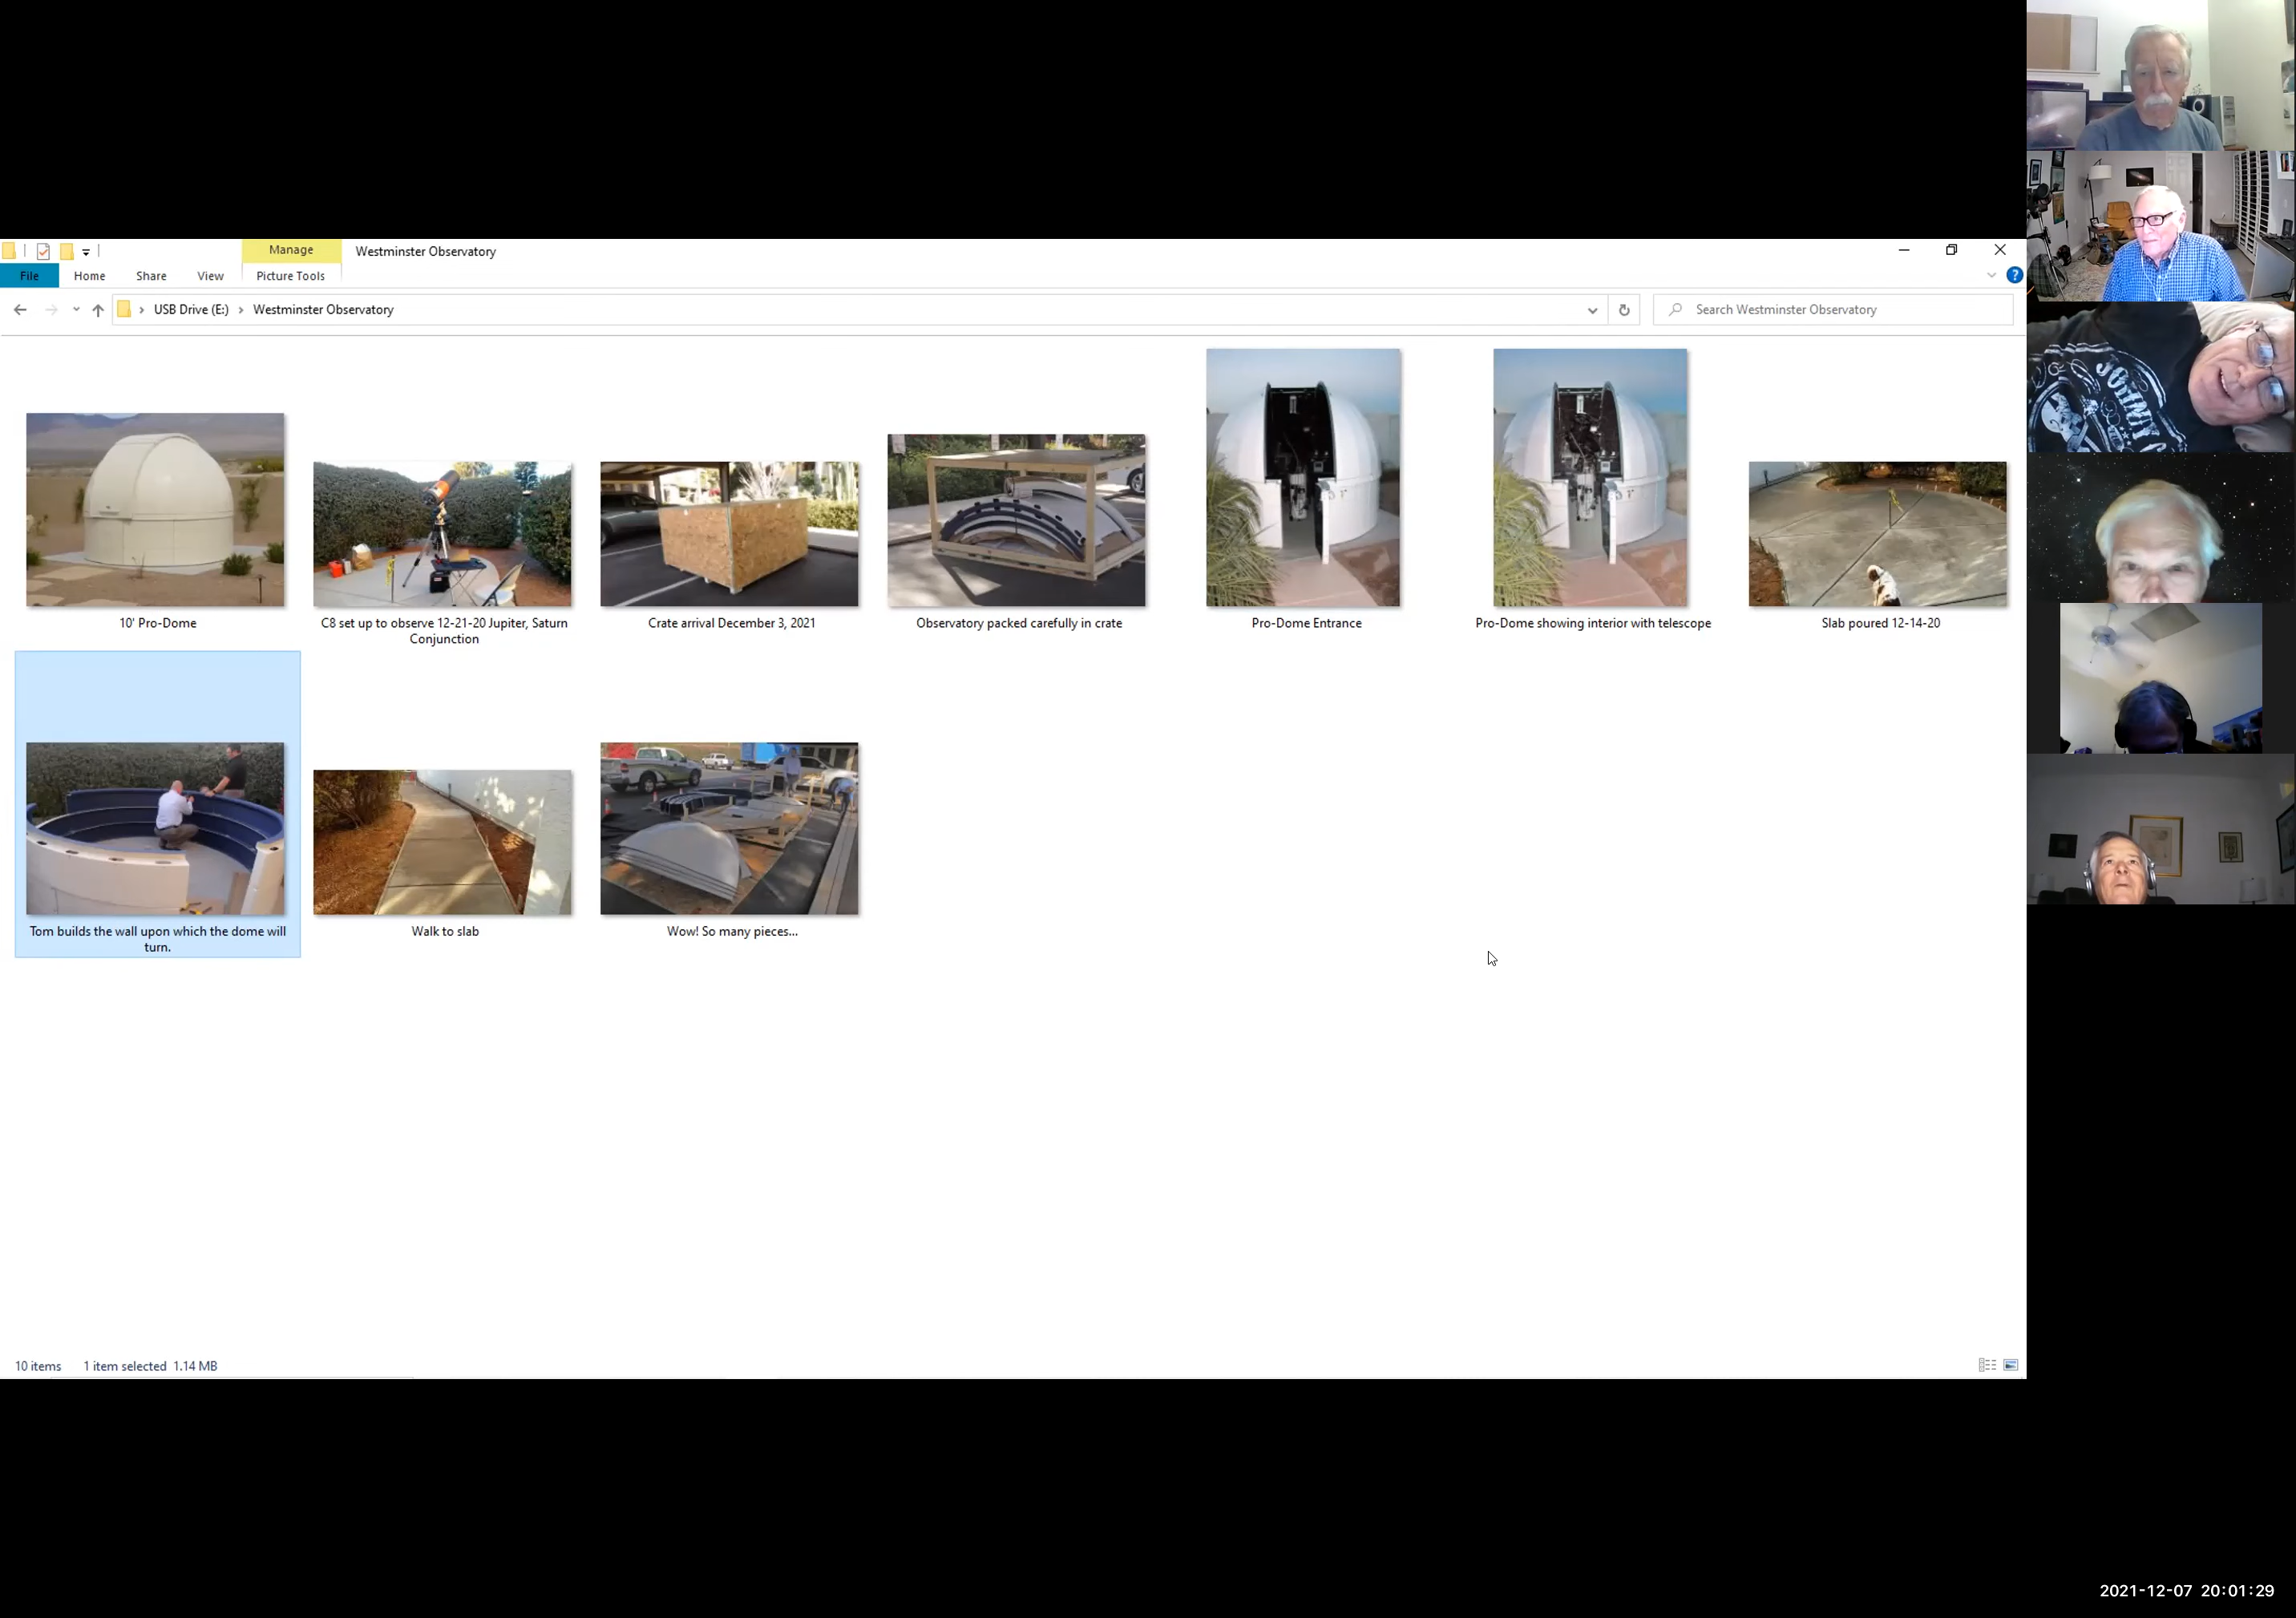 Manage
Westminster Observatory
File
Home
Share
View
Picture Tools
USB Drive (E:) › Westminster Observatory
Search Westminster Observatory
10' Pro-Dome
C8 set up to observe 12-21-20 Jupiter, Saturn
Conjunction
Crate arrival December 3, 2021
Observatory packed carefully in crate
Pro-Dome Entrance
Pro-Dome showing interior with telescope
Slab poured 12-14-20
Tom builds the wall upon which the dome will
turn.
Walk to slab
Wow! So many pieces...
10 items
1 item selected 1.14 MB
JOHNNY
2021-12-07 20:01:29